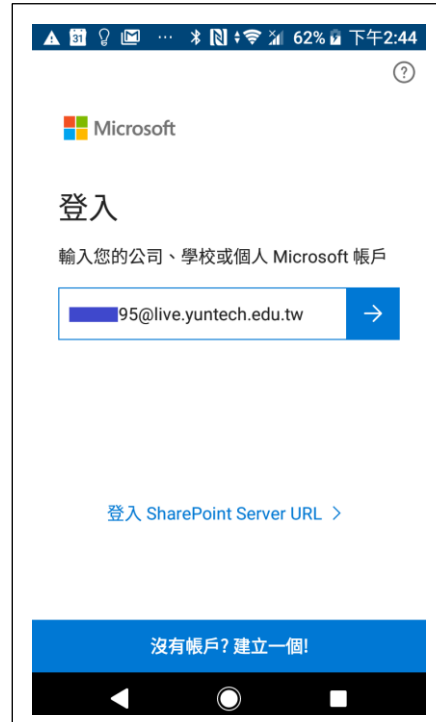 31 … 62% 下午2:44
?
Microsoft
登入
輸入您的公司、學校或個人 Microsoft 帳戶
95@live.yuntech.edu.tw
登入 SharePoint Server URL
沒有帳戶? 建立一個!